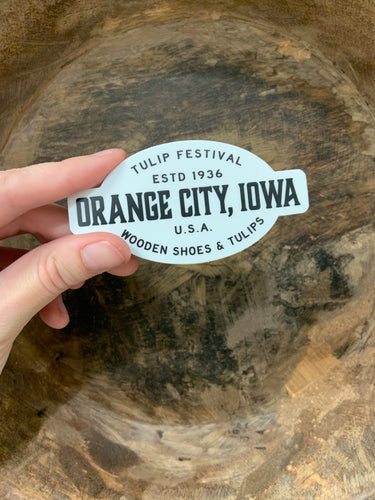 TULIP FESTIVAL
ESTD 1936
ORANGE CITY, IOWA
U.S.A.
WOODEN SHOES & TULIPS